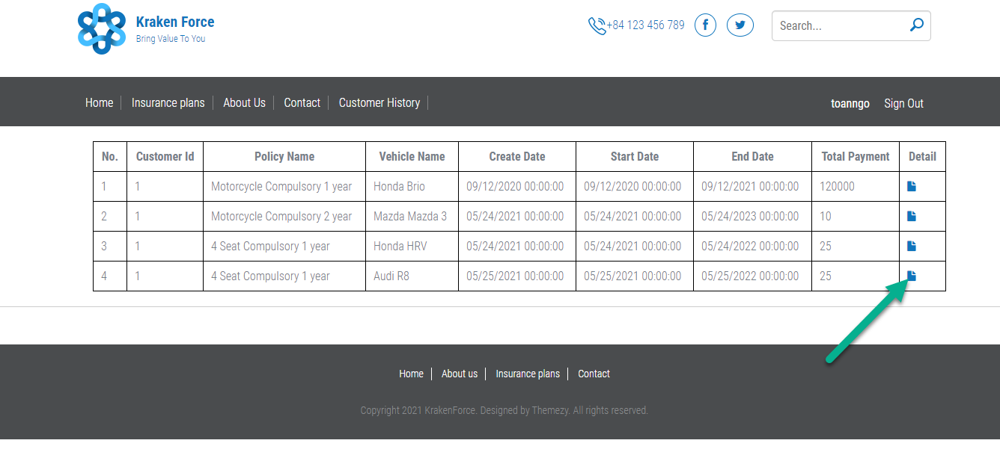 Kraken Force
Bring Value To You
+84 123 456 789
Search...
Home Insurance plans About Us Contact Customer History toanngo Sign Out
No. Customer Id Policy Name Vehicle Name Create Date Start Date End Date Total Payment Detail
1 1 Motorcycle Compulsory 1 year Honda Brio 09/12/2020 00:00:00 09/12/2020 00:00:00 09/12/2021 00:00:00 120000
2 1 Motorcycle Compulsory 2 year Mazda Mazda 3 05/24/2021 00:00:00 05/24/2021 00:00:00 05/24/2023 00:00:00 10
3 1 4 Seat Compulsory 1 year Honda HRV 05/24/2021 00:00:00 05/24/2021 00:00:00 05/24/2022 00:00:00 25
4 1 4 Seat Compulsory 1 year Audi R8 05/25/2021 00:00:00 05/25/2021 00:00:00 05/25/2022 00:00:00 25
Home About us Insurance plans Contact
Copyright 2021 KrakenForce. Designed by Themezy. All rights reserved.